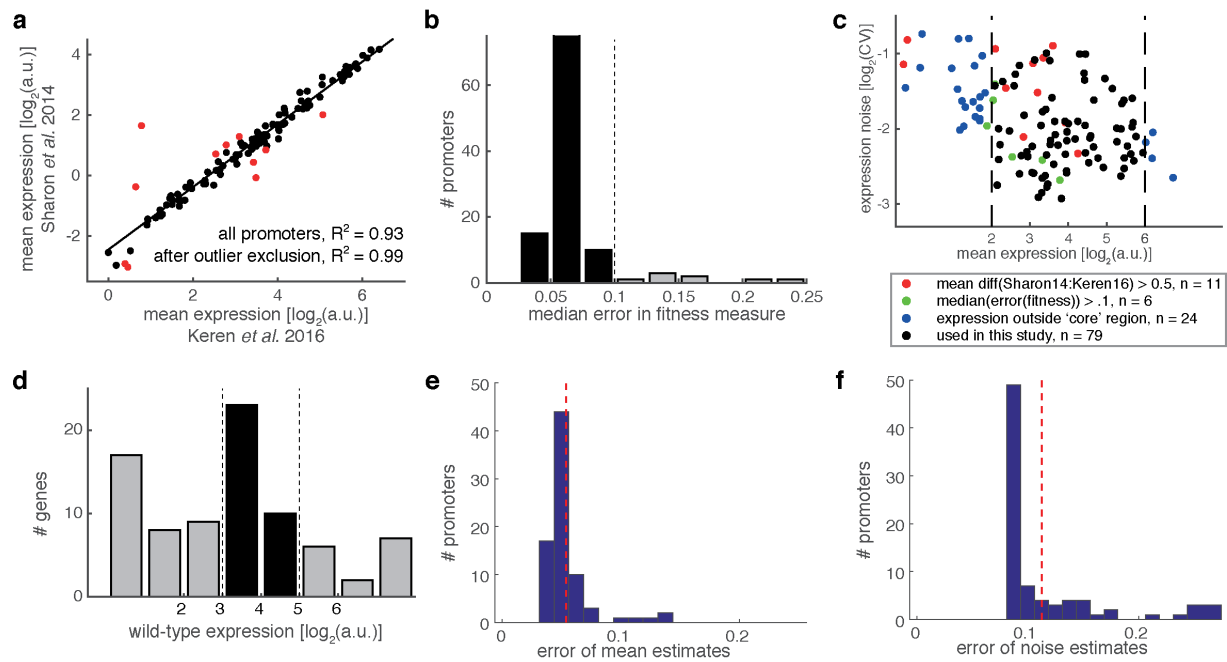 a
mean expression [log2(a.u.)]
Sharon et al. 2014
4
2
0
-2
all promoters, R2 = 0.93
after outlier exclusion, R2 = 0.99
0 2 4 6
mean expression [log2(a.u.)]
Keren et al. 2016
b
# promoters
60
40
20
0
0 0.05 0.1 0.15 0.2 0.25
median error in fitness measure
c
expression noise [log2(CV)]
-1
-2
-3
2 3 4 5 6
mean expression [log2(a.u.)]
mean diff(Sharon14:Keren16) > 0.5, n = 11
median(error(fitness)) > .1, n = 6
expression outside ‘core’ region, n = 24
used in this study, n = 79
d
# genes
20
10
0
2 3 4 5 6
wild-type expression [log2(a.u.)]
e
# promoters
50
40
30
20
10
0
0 0.1 0.2
error of mean estimates
f
# promoters
50
40
30
20
10
0
0 0.1 0.2
error of noise estimates